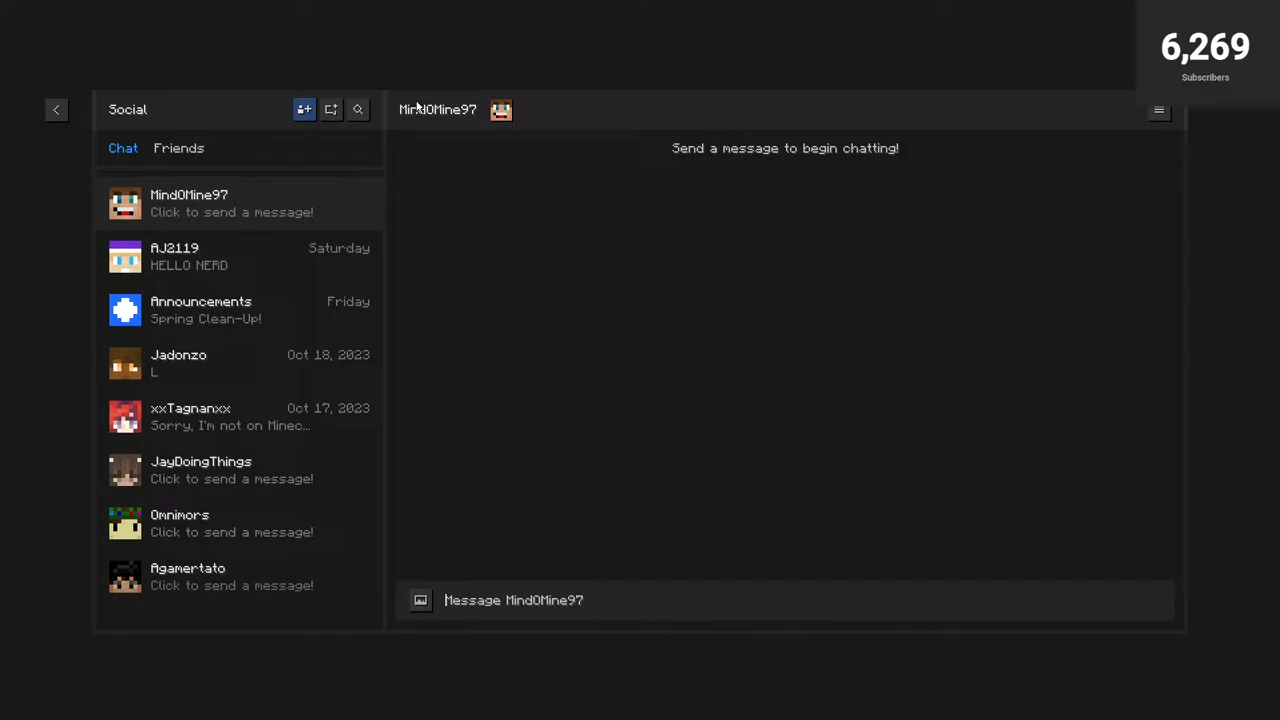 6,269
Subscribers
Social
MindOMine97
Chat Friends
Send a message to begin chatting!
MindOMine97
Click to send a message!
AJ2119 Saturday
HELLO NERD
Announcements Friday
Spring Clean-Up!
Jadonzo Oct 18, 2023
L
xxTagnanxx Oct 17, 2023
Sorry, I'm not on Minec...
JayDoingThings
Click to send a message!
Omnimors
Click to send a message!
Agamertato
Click to send a message!
Message MindOMine97